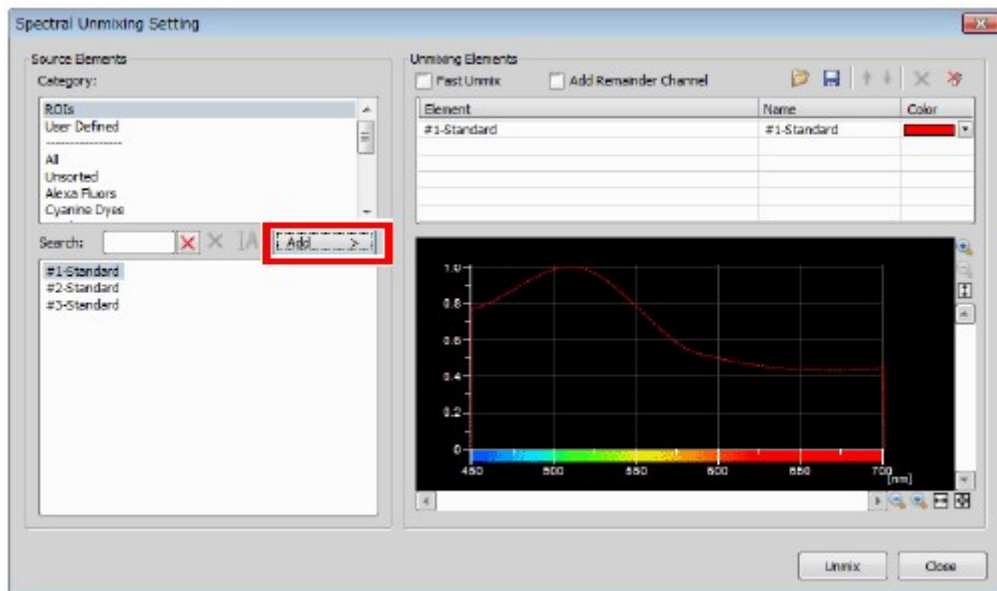 Spectral Unmixing Setting
Source Elements
Category:
ROIs
User Defined
------------------
All
Unsorted
Alexa Fluors
Cyanine Dyes
Search:
Add >
#1-Standard
#2-Standard
#3-Standard
Unmixing Elements
Fast Unmix Add Remainder Channel
Element Name Color
#1-Standard #1-Standard
1.0
0.8
0.6
0.4
0.2
0
450 500 550 600 650 700
[nm]
Unmix Close